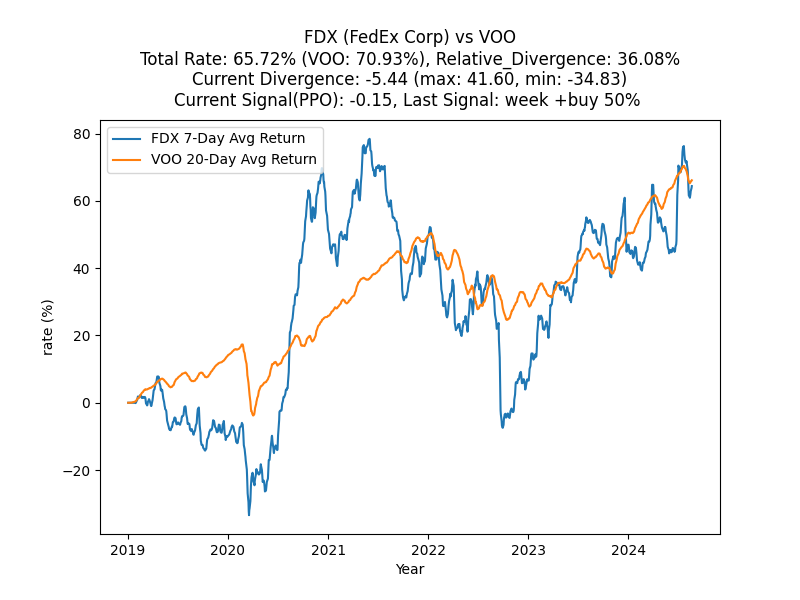 FDX (FedEx Corp) vs VOO
Total Rate: 65.72% (VOO: 70.93%), Relative_Divergence: 36.08%
Current Divergence: -5.44 (max: 41.60, min: -34.83)
Current Signal(PPO): -0.15, Last Signal: week +buy 50%
FDX 7-Day Avg Return
VOO 20-Day Avg Return
80
60
40
20
0
−20
rate (%)
2019 2020 2021 2022 2023 2024
Year